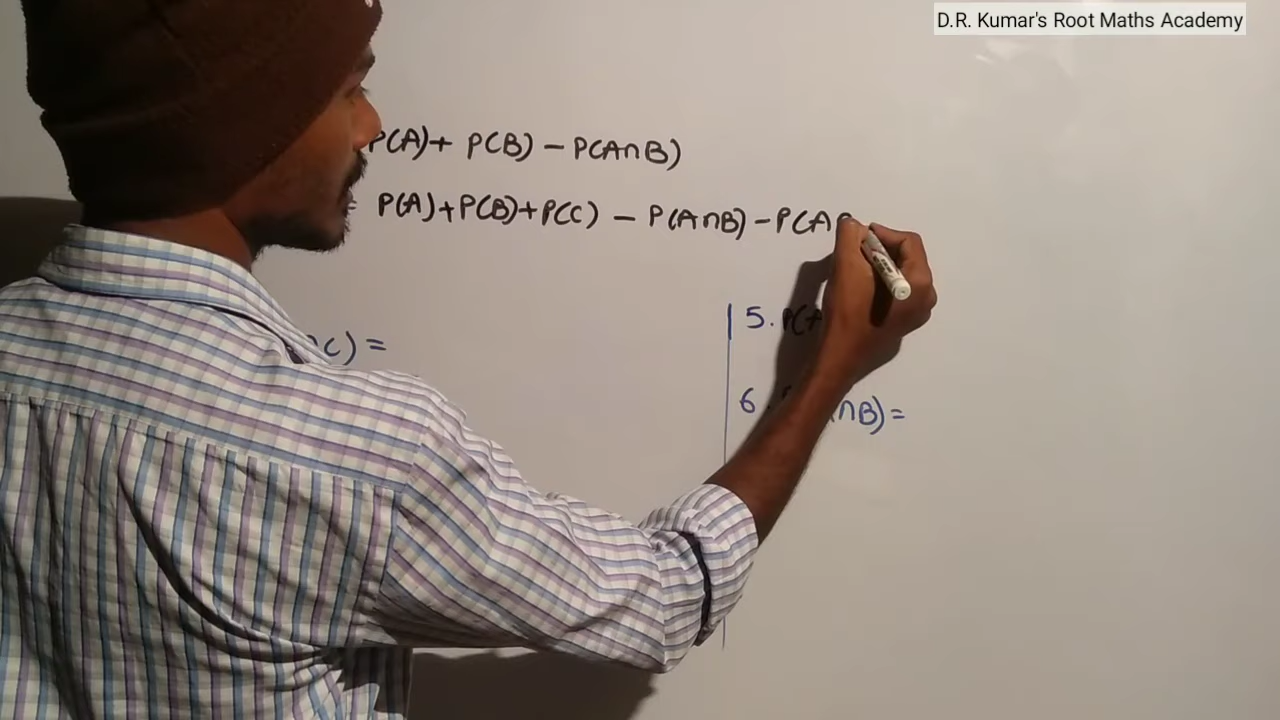 D.R. Kumar's Root Maths Academy
P(A)+ P(B) - P(A∩B)
= P(A)+P(B)+P(C) - P(A∩B) -P(A
C) =
5. P(A
6. ∩B)=